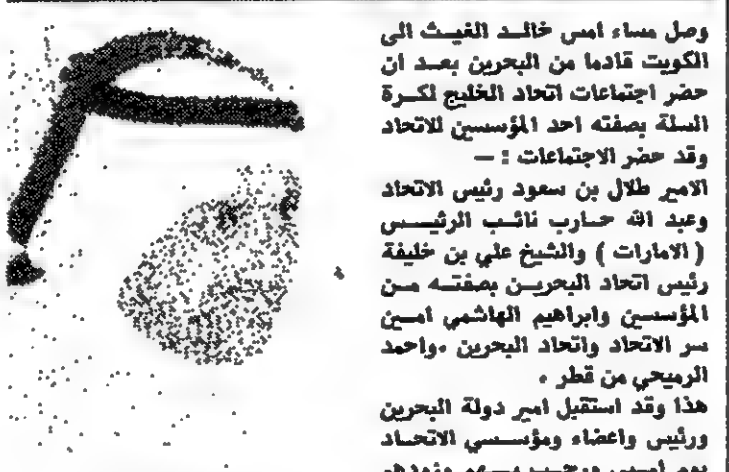 وصل مساء امس خالد الغيث الى
الكويت قادما من البحرين بعد ان
حضر اجتماعات اتحاد الخليج لكرة
السلة بصفته احد المؤسسين للاتحاد
وقد حضر الاجتماعات : —
الامير طلال بن سعود رئيس الاتحاد
وعبد الله حارب نائب الرئيس
( الامارات ) والشيخ علي بن خليفة
رئيس اتحاد البحرين بصفته من
المؤسسين وابراهيم الهاشمي امين
سر الاتحاد واتحاد البحرين ،واحمد
الرميحي من قطر ،
هذا وقد استقبل امير دولة البحرين
ورئيس واعضاء ومؤسسي الاتحاد